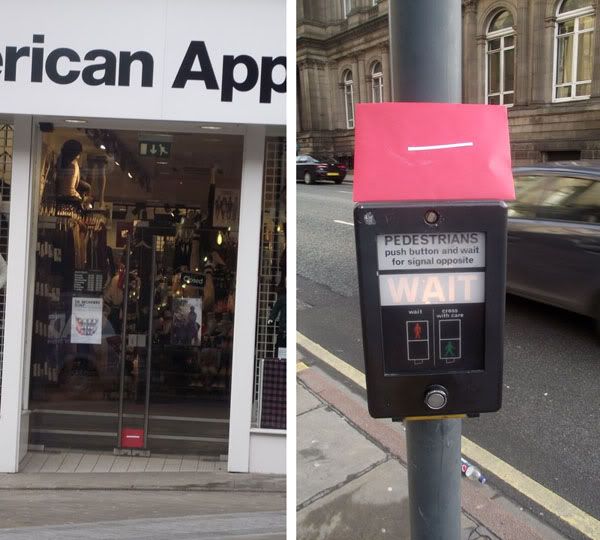 erican App
PEDESTRIANS
push button and wait
for signal opposite
WAIT
wait
cross
with care